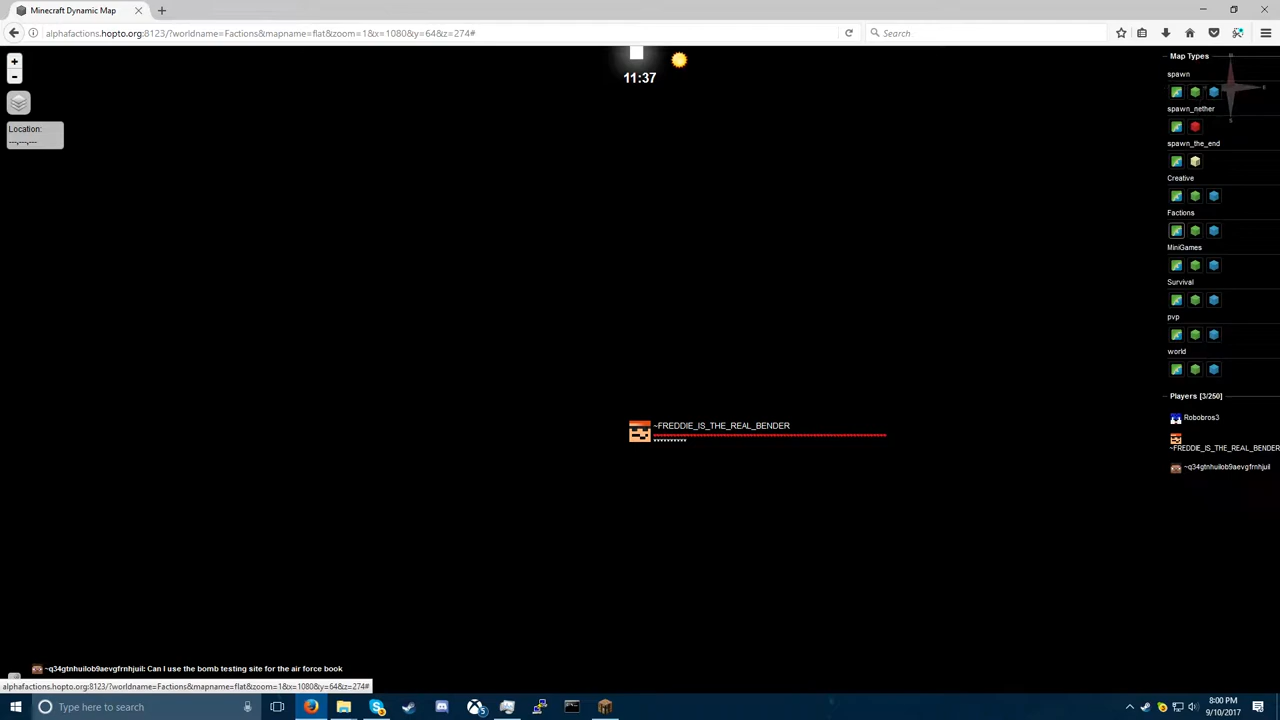 Minecraft Dynamic Map
alphafactions.hopto.org:8123/?worldname=Factions&mapname=flat&zoom=1&x=1080&y=64&z=274#
Search
+
-
Location:
---,---,---
11:37
Map Types
spawn
spawn_nether
spawn_the_end
Creative
Factions
MiniGames
Survival
pvp
world
Players [3/250]
Robobros3
~FREDDIE_IS_THE_REAL_BENDER
~q34gtnhuilob9aevgfrnhjuil
~FREDDIE_IS_THE_REAL_BENDER
~q34gtnhuilob9aevgfrnhjuil: Can I use the bomb testing site for the air force book
alphafactions.hopto.org:8123/?worldname=Factions&mapname=flat&zoom=1&x=1080&y=64&z=274#
Type here to search
8:00 PM
9/10/2017